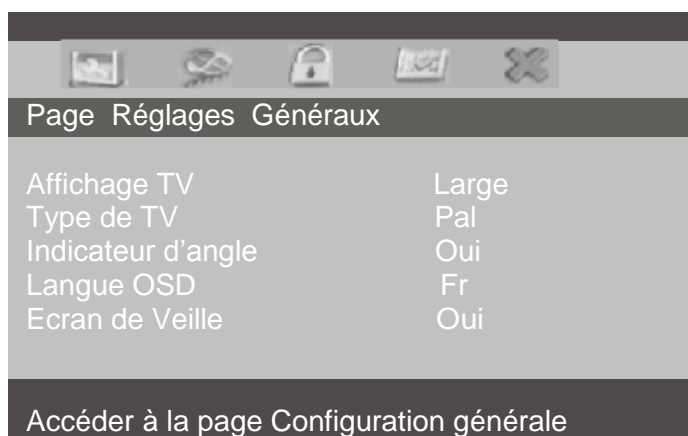 Page Réglages Généraux
Affichage TV Large
Type de TV Pal
Indicateur d'angle Oui
Langue OSD Fr
Ecran de Veille Oui
Accéder à la page Configuration générale